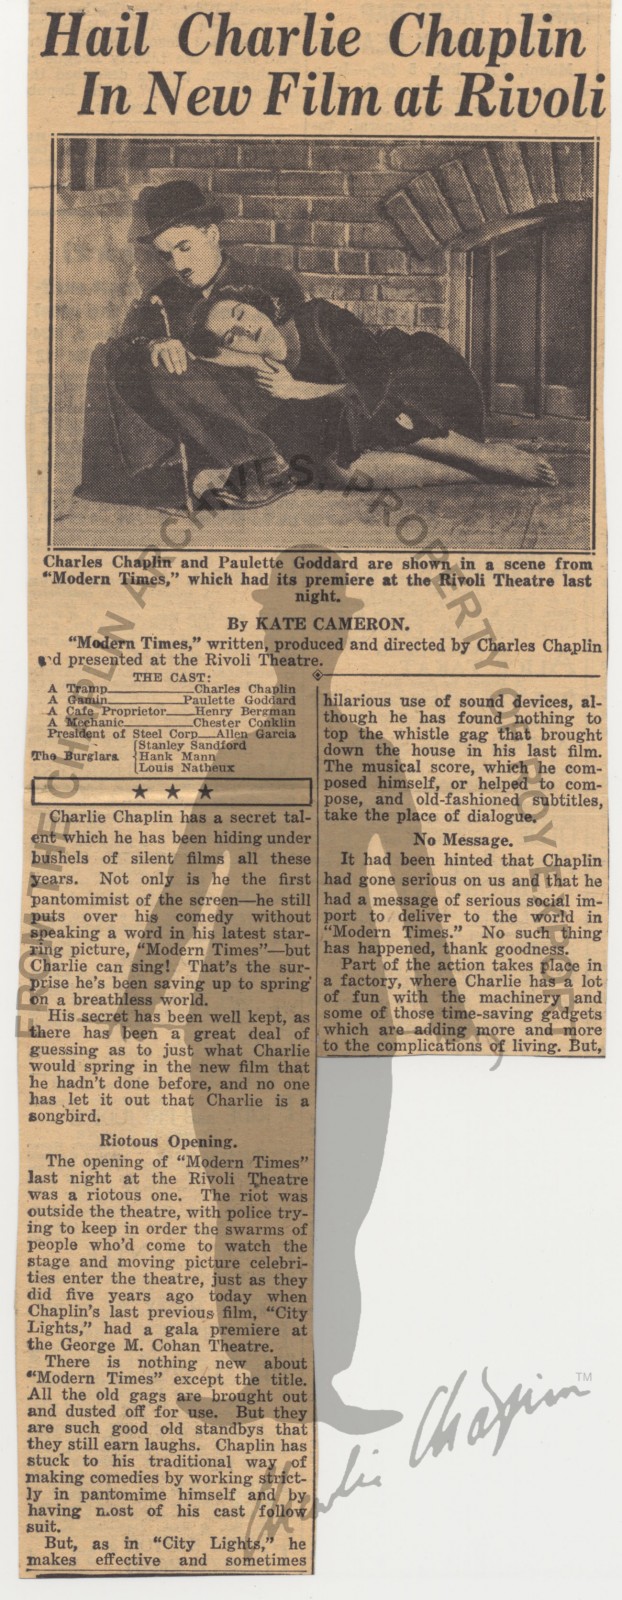 Hail Charlie Chaplin
In New Film at Rivoli
Charles Chaplin and Paulette Goddard are shown in a scene from
"Modern Times," which had its premiere at the Rivoli Theatre last
night.
By KATE CAMERON.
"Modern Times," written, produced and directed by Charles Chaplin
d presented at the Rivoli Theatre.
THE CAST:
A Tramp Charles Chaplin
A Gamin Paulette Goddard
A Cafe Proprietor Henry Bergman
A Mechanic Chester Conklin
President of Steel Corp Allen Garcia
The Burglars {Stanley Sandford
{Hank Mann
{Louis Natheux
★ ★ ★
Charlie Chaplin has a secret tal-
ent which he has been hiding under
bushels of silent films all these
years. Not only is he the first
pantomimist of the screen—he still
puts over his comedy without
speaking a word in his latest star-
ring picture, "Modern Times"—but
Charlie can sing! That's the sur-
prise he's been saving up to spring
on a breathless world.
His secret has been well kept, as
there has been a great deal of
guessing as to just what Charlie
would spring in the new film that
he hadn't done before, and no one
has let it out that Charlie is a
songbird.
Riotous Opening.
The opening of "Modern Times"
last night at the Rivoli Theatre
was a riotous one. The riot was
outside the theatre, with police try-
ing to keep in order the swarms of
people who'd come to watch the
stage and moving picture celebri-
ties enter the theatre, just as they
did five years ago today when
Chaplin's last previous film, "City
Lights," had a gala premiere at
the George M. Cohan Theatre.
There is nothing new about
"Modern Times" except the title.
All the old gags are brought out
and dusted off for use. But they
are such good old standbys that
they still earn laughs. Chaplin has
stuck to his traditional way of
making comedies by working strict-
ly in pantomime himself and by
having most of his cast follow
suit.
But, as in "City Lights," he
makes effective and sometimes
hilarious use of sound devices, al-
though he has found nothing to
top the whistle gag that brought
down the house in his last film.
The musical score, which he com-
posed himself, or helped to com-
pose, and old-fashioned subtitles,
take the place of dialogue.
No Message.
It had been hinted that Chaplin
had gone serious on us and that he
had a message of serious social im-
port to deliver to the world in
"Modern Times." No such thing
has happened, thank goodness.
Part of the action takes place in
a factory, where Charlie has a lot
of fun with the machinery and
some of those time-saving gadgets
which are adding more and more
to the complications of living. But,
FROM THE CHAPLIN ARCHIVES, PROPERTY OF ROY EXPORT
Charlie Chaplin TM